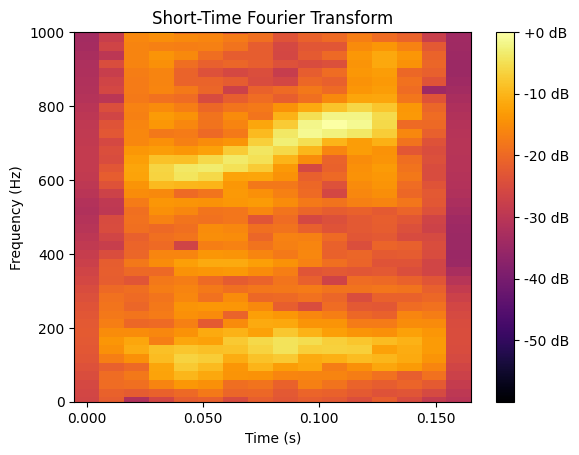 Short-Time Fourier Transform
1000
800
600
400
200
0
Frequency (Hz)
0.000
0.050
0.100
0.150
Time (s)
+0 dB
-10 dB
-20 dB
-30 dB
-40 dB
-50 dB